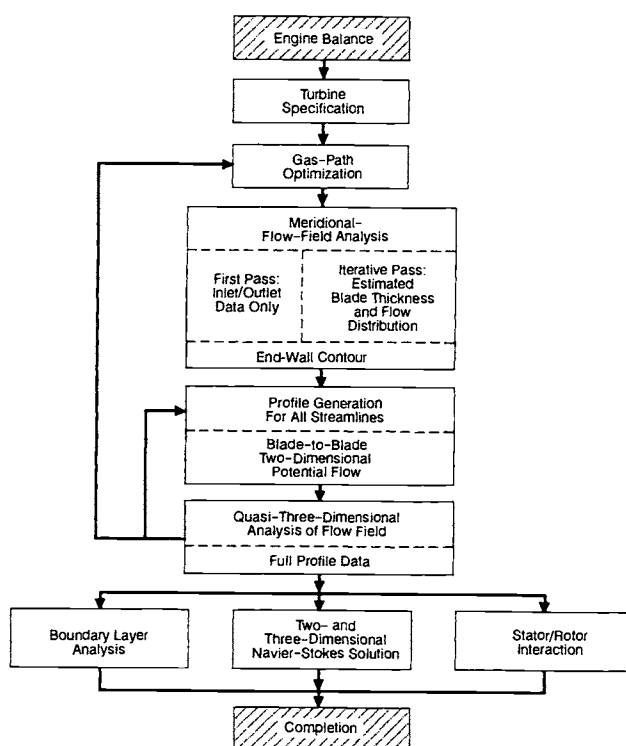 Engine Balance
Turbine
Specification
Gas-Path
Optimization
Meridional-
Flow-Field Analysis
First Pass:
Inlet/Outlet
Data Only
Iterative Pass:
Estimated
Blade Thickness
and Flow
Distribution
End-Wall Contour
Profile Generation
For All Streamlines
Blade-to-Blade
Two-Dimensional
Potential Flow
Quasi-Three-Dimensional
Analysis of Flow Field
Full Profile Data
Boundary Layer
Analysis
Two- and
Three-Dimensional
Navier-Stokes Solution
Stator/Rotor
Interaction
Completion